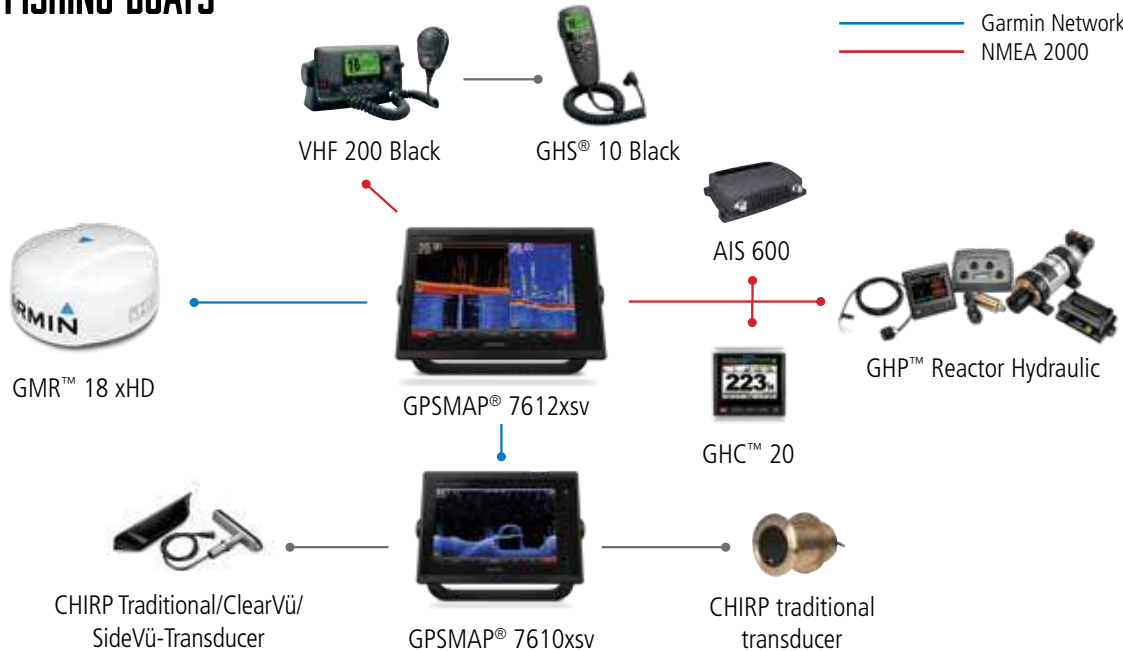 FISHING BOATS
Garmin Network
NMEA 2000
VHF 200 Black
GHS® 10 Black
AIS 600
GMR™ 18 xHD
GPSMAP® 7612xsv
GHP™ Reactor Hydraulic
223
GHC™ 20
CHIRP Traditional/ClearVü/
SideVü-Transducer
GPSMAP® 7610xsv
CHIRP traditional
transducer